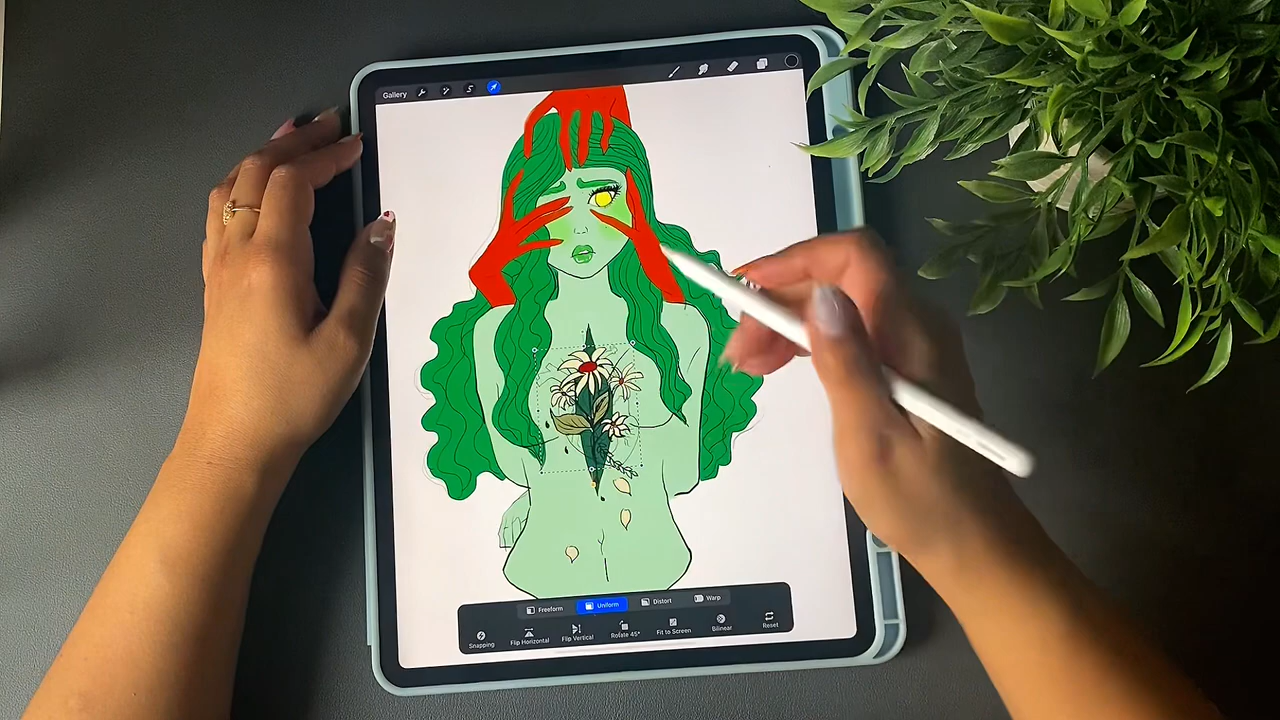 Gallery
Freeform Uniform Distort Warp
Snapping Flip Horizontal Flip Vertical Rotate 45° Fit to Screen Bilinear Reset